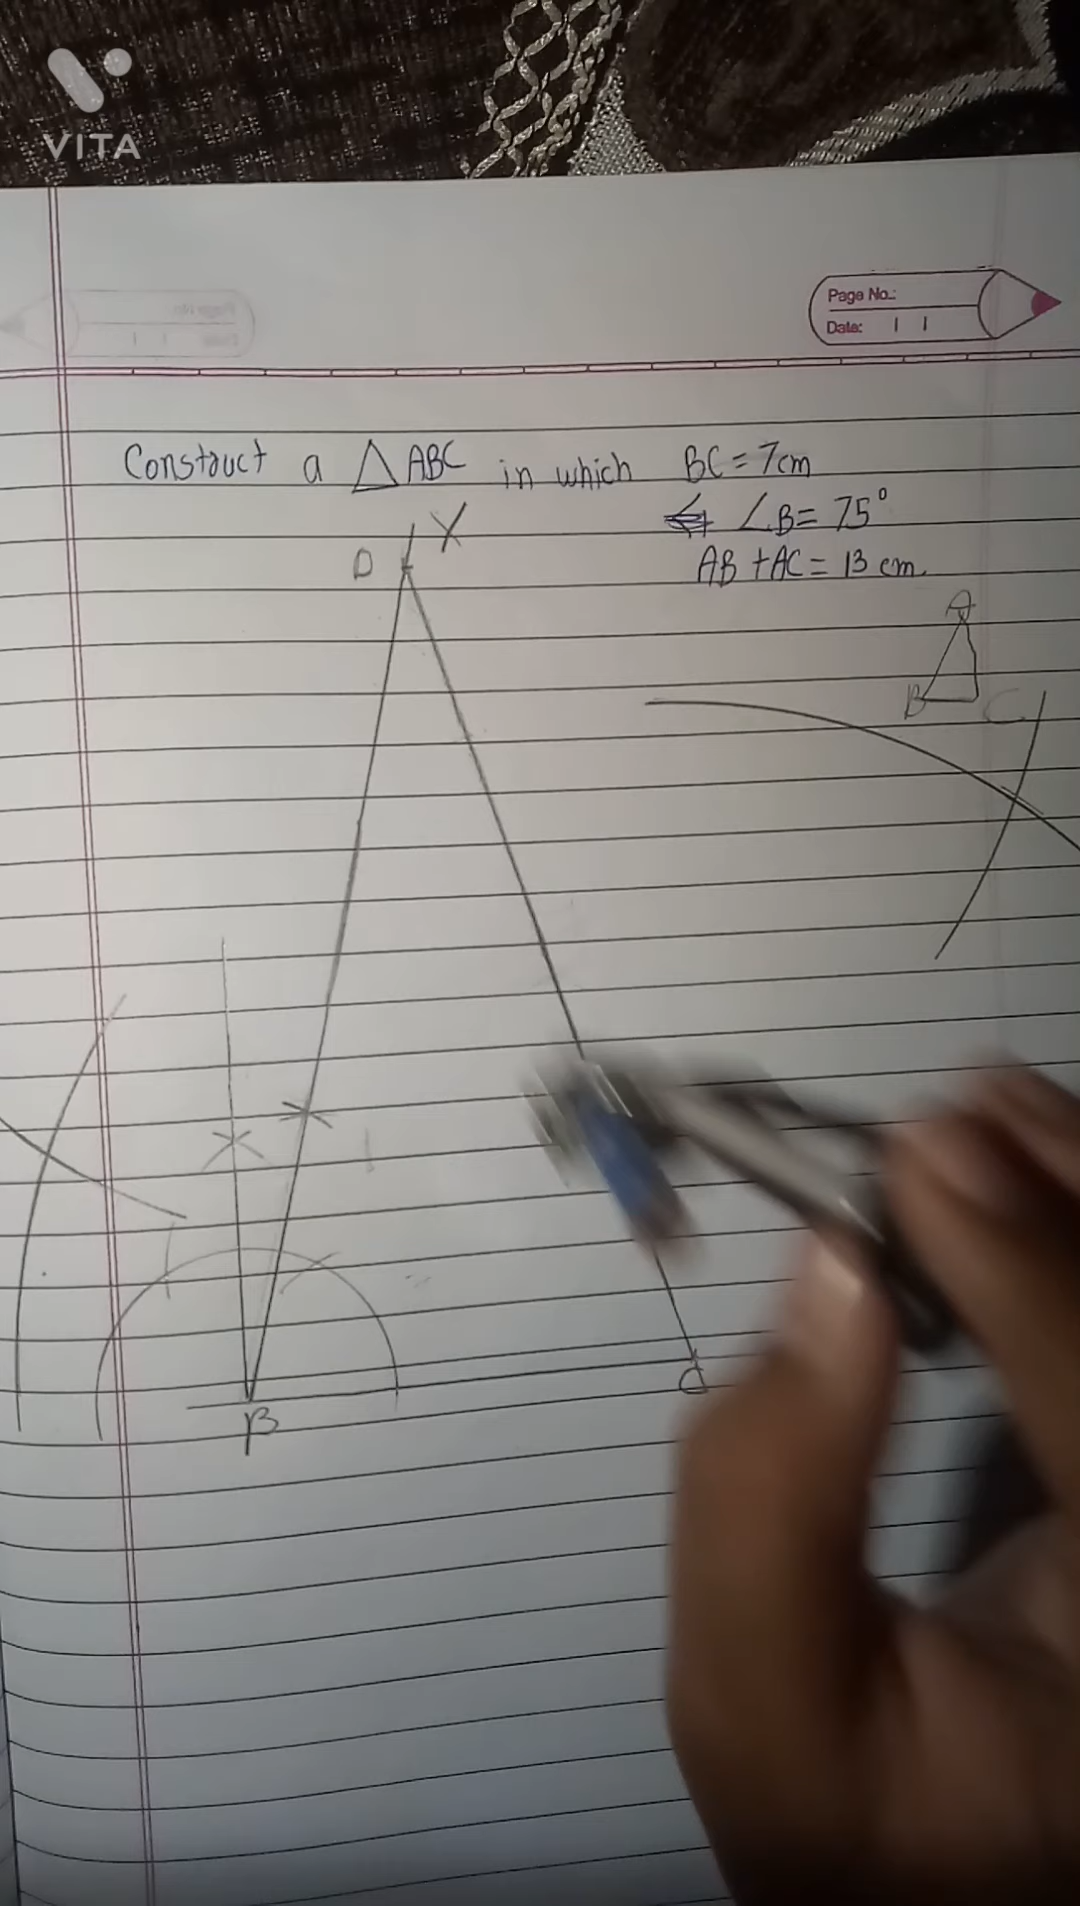 VITA
Page No.:
Date:
Construct a △ABC in which BC = 7cm
∠B = 75°
AB + AC = 13 cm.
D X
A
B C
B C